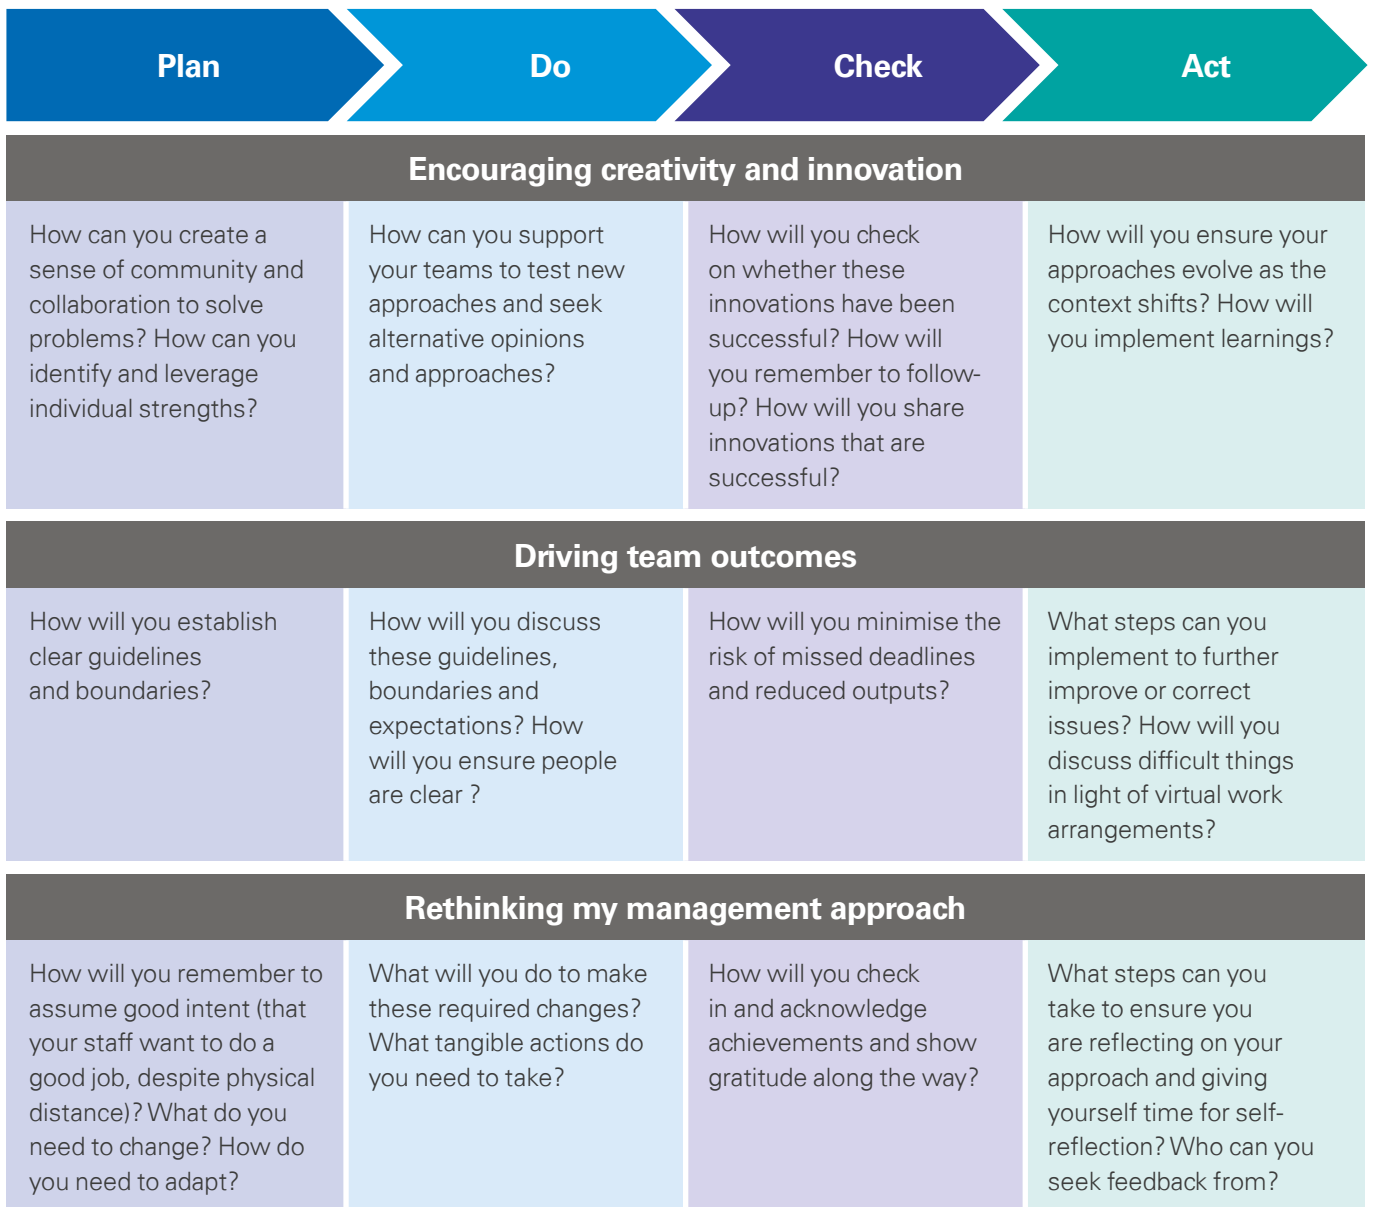 Plan
Do
Check
Act
Encouraging creativity and innovation
How can you create a
sense of community and
collaboration to solve
problems? How can you
identify and leverage
individual strengths?
How can you support
your teams to test new
approaches and seek
alternative opinions
and approaches?
How will you check
on whether these
innovations have been
successful? How will
you remember to follow-
up? How will you share
innovations that are
successful?
How will you ensure your
approaches evolve as the
context shifts? How will
you implement learnings?
Driving team outcomes
How will you establish
clear guidelines
and boundaries?
How will you discuss
these guidelines,
boundaries and
expectations? How
will you ensure people
are clear ?
How will you minimise the
risk of missed deadlines
and reduced outputs?
What steps can you
implement to further
improve or correct
issues? How will you
discuss difficult things
in light of virtual work
arrangements?
Rethinking my management approach
How will you remember to
assume good intent (that
your staff want to do a
good job, despite physical
distance)? What do you
need to change? How do
you need to adapt?
What will you do to make
these required changes?
What tangible actions do
you need to take?
How will you check
in and acknowledge
achievements and show
gratitude along the way?
What steps can you
take to ensure you
are reflecting on your
approach and giving
yourself time for self-
reflection? Who can you
seek feedback from?